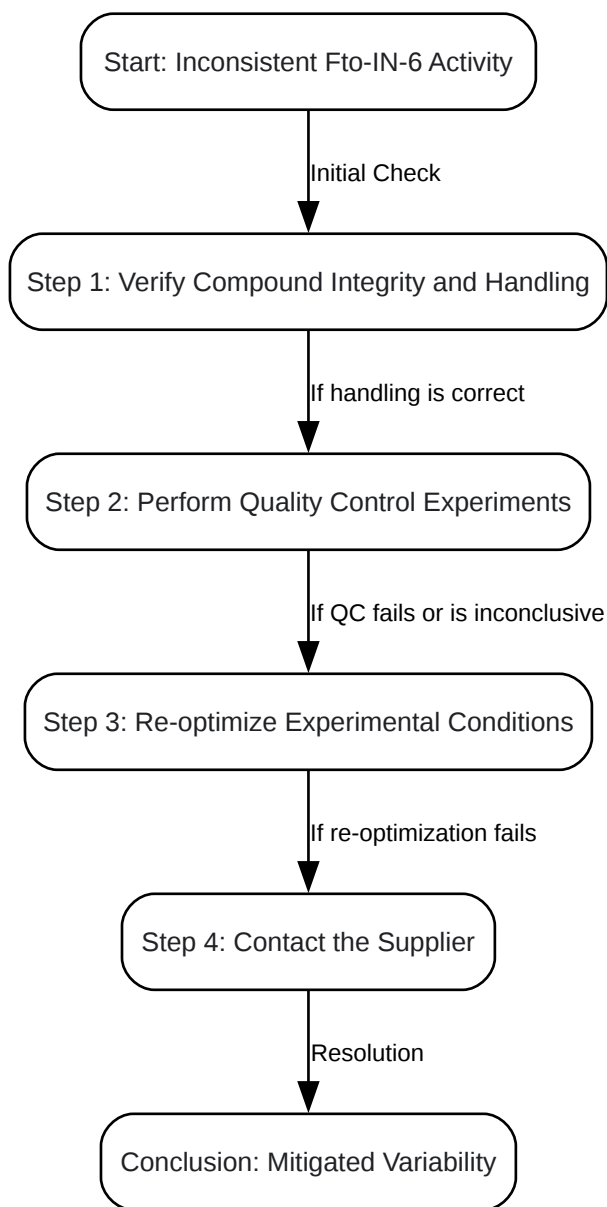 Start: Inconsistent Fto-IN-6 Activity
Initial Check
Step 1: Verify Compound Integrity and Handling
If handling is correct
Step 2: Perform Quality Control Experiments
If QC fails or is inconclusive
Step 3: Re-optimize Experimental Conditions
If re-optimization fails
Step 4: Contact the Supplier
Resolution
Conclusion: Mitigated Variability